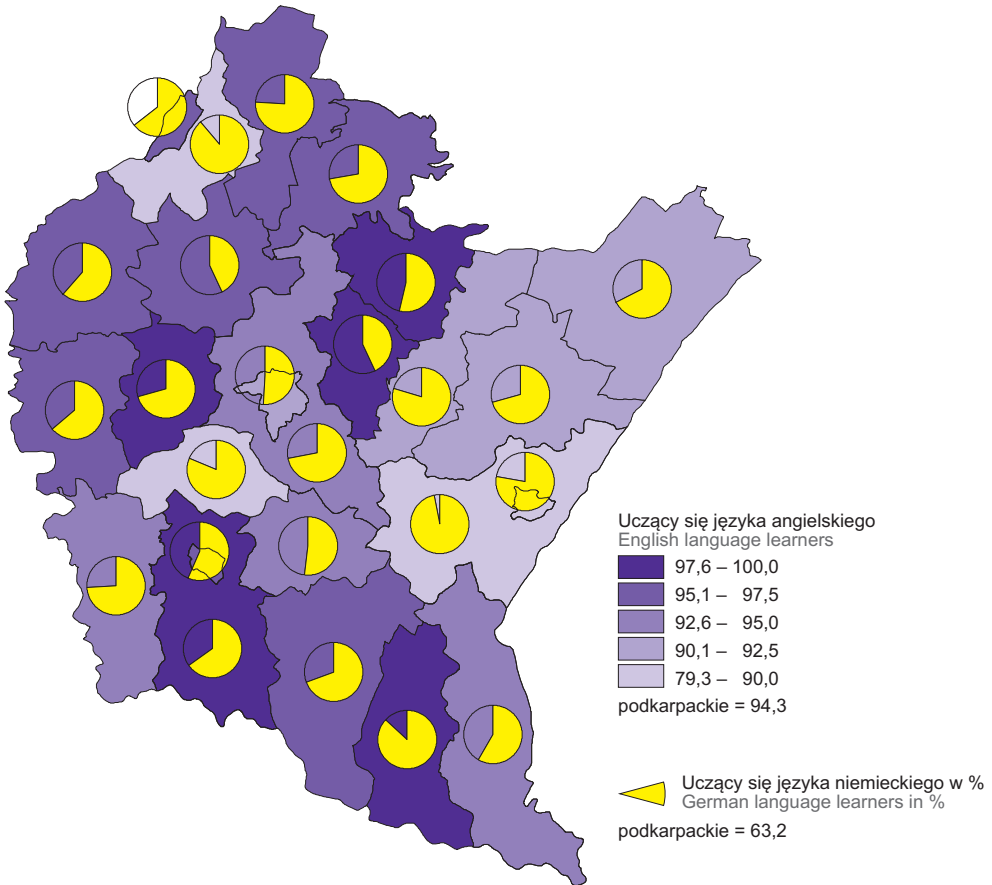 Uczący się języka angielskiego
English language learners
97,6 – 100,0
95,1 – 97,5
92,6 – 95,0
90,1 – 92,5
79,3 – 90,0
podkarpackie = 94,3
Uczący się języka niemieckiego w %
German language learners in %
podkarpackie = 63,2